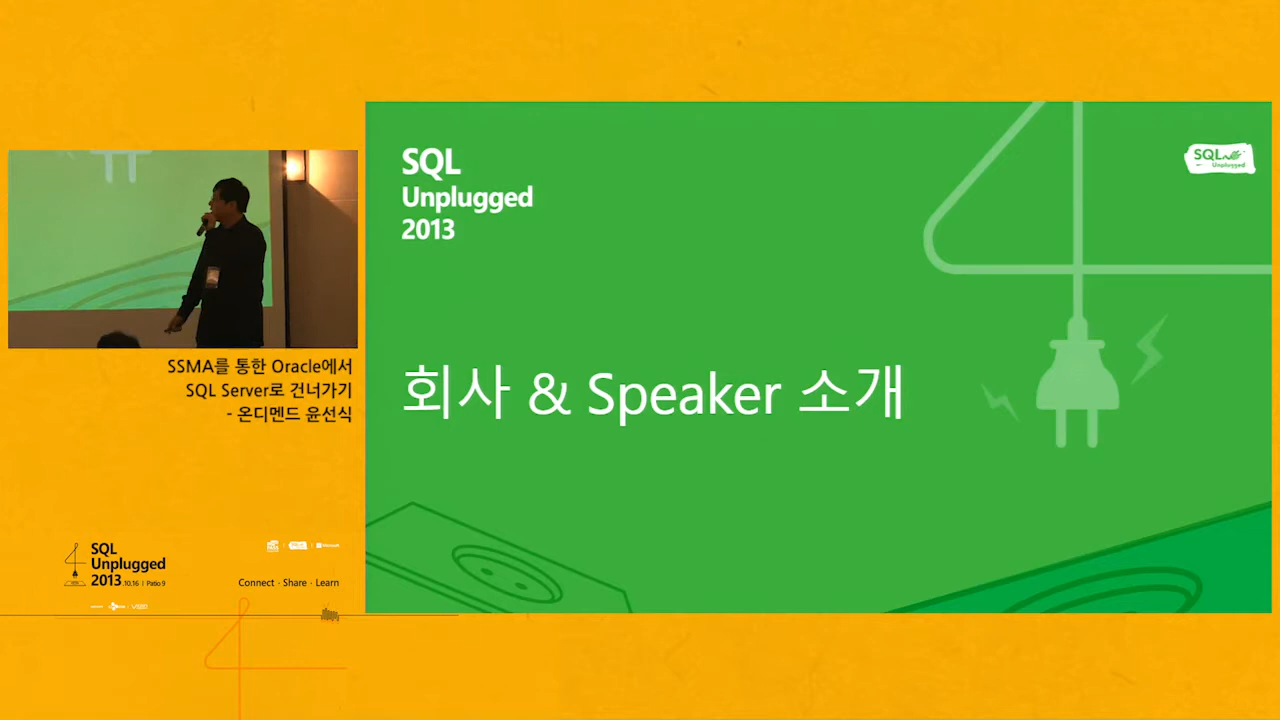 SQL
Unplugged
2013
SQL
Unplugged
회사 & Speaker 소개
SSMA를 통한 Oracle에서
SQL Server로 건너가기
- 온디멘드 윤선식
SQL
Unplugged
2013.10.16 | Patio 9
Connect · Share · Learn